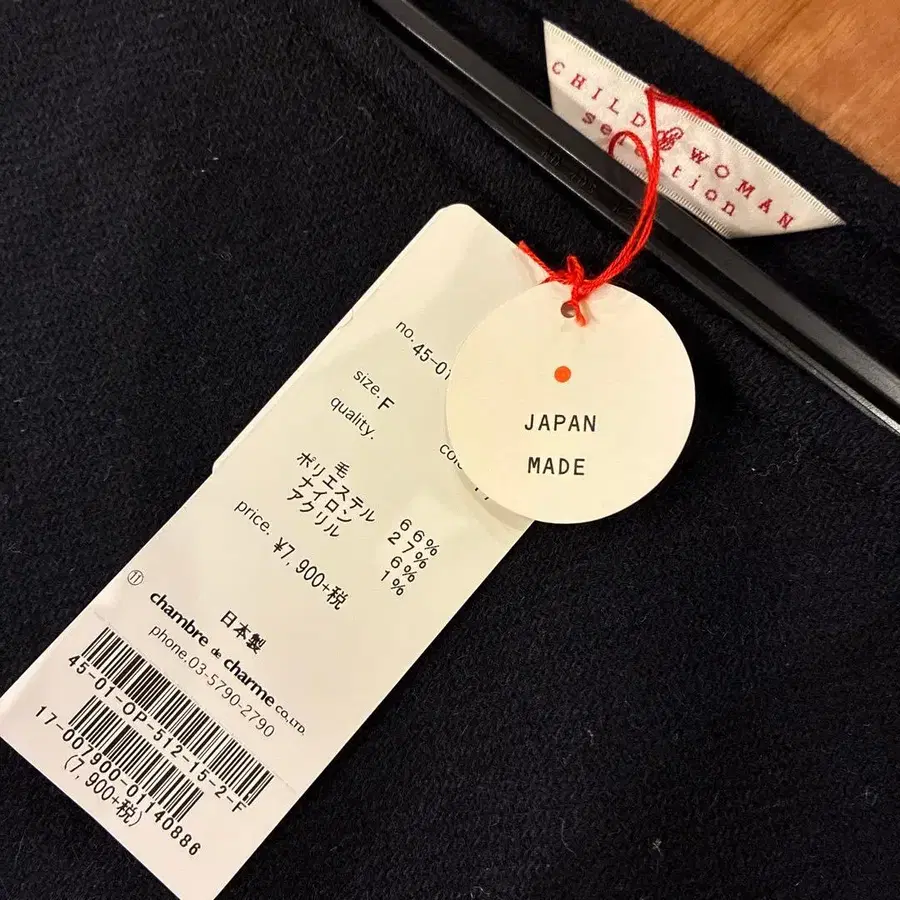 CHILD WOMAN
selection
JAPAN
MADE
no. 45-01
size. F
quality.
毛 66%
ポリエステル 27%
ナイロン 6%
アクリル 1%
price. ¥7,900+税
日本製
⑪ chambre de charme CO.,LTD.
phone.03-5790-2790
45-01-OP-512-15-2-F
17-007900-01140886
(7,900+税)